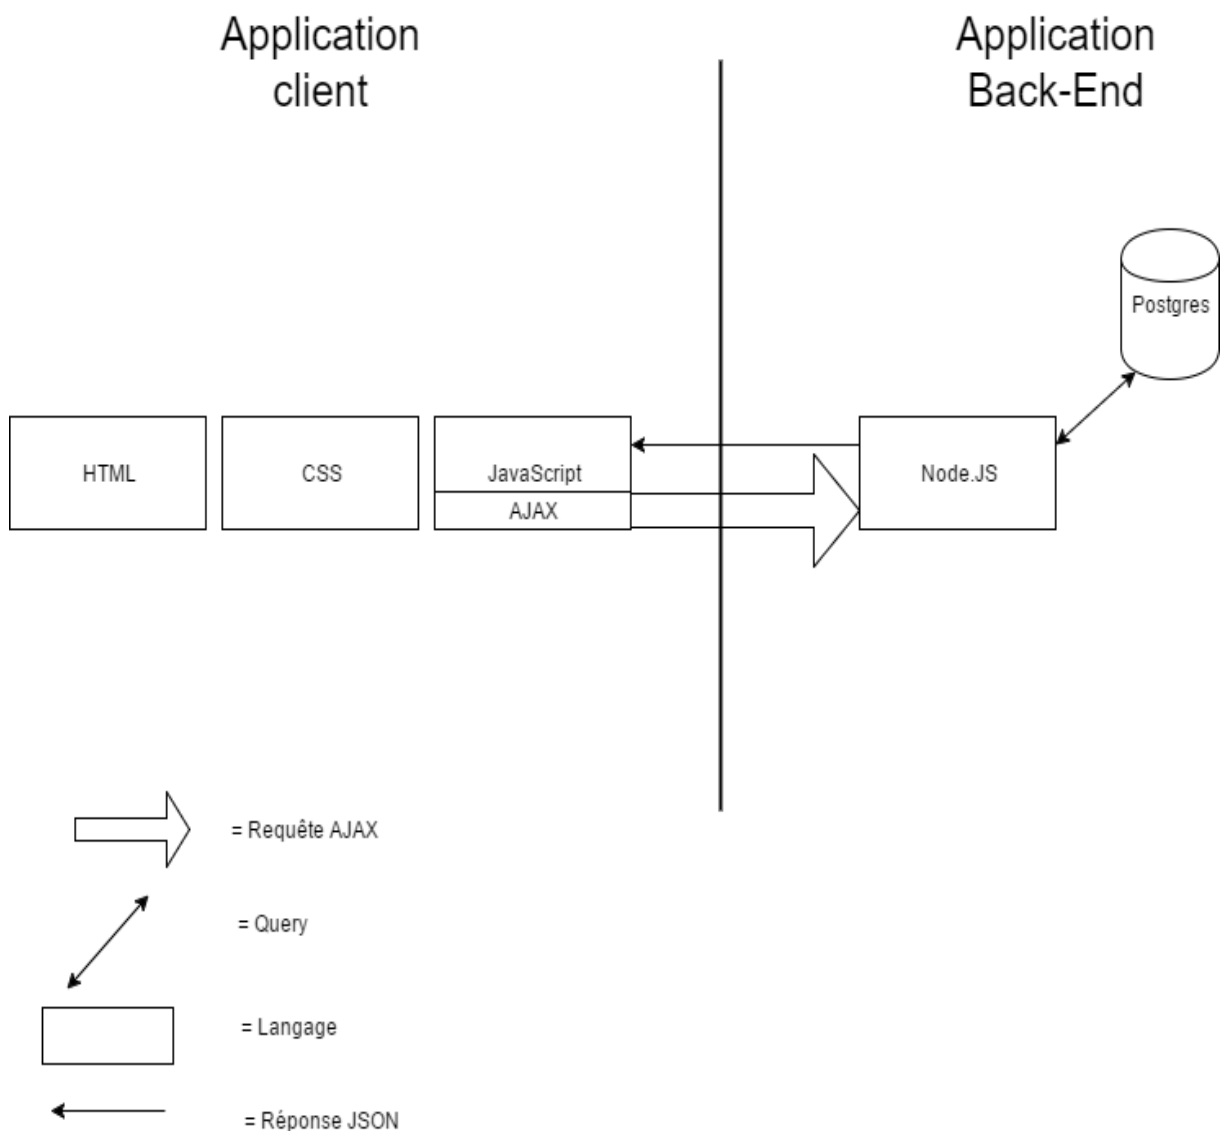 Application
client
Application
Back-End
Postgres
HTML
CSS
JavaScript
AJAX
Node.JS
= Requête AJAX
= Query
= Langage
= Réponse JSON